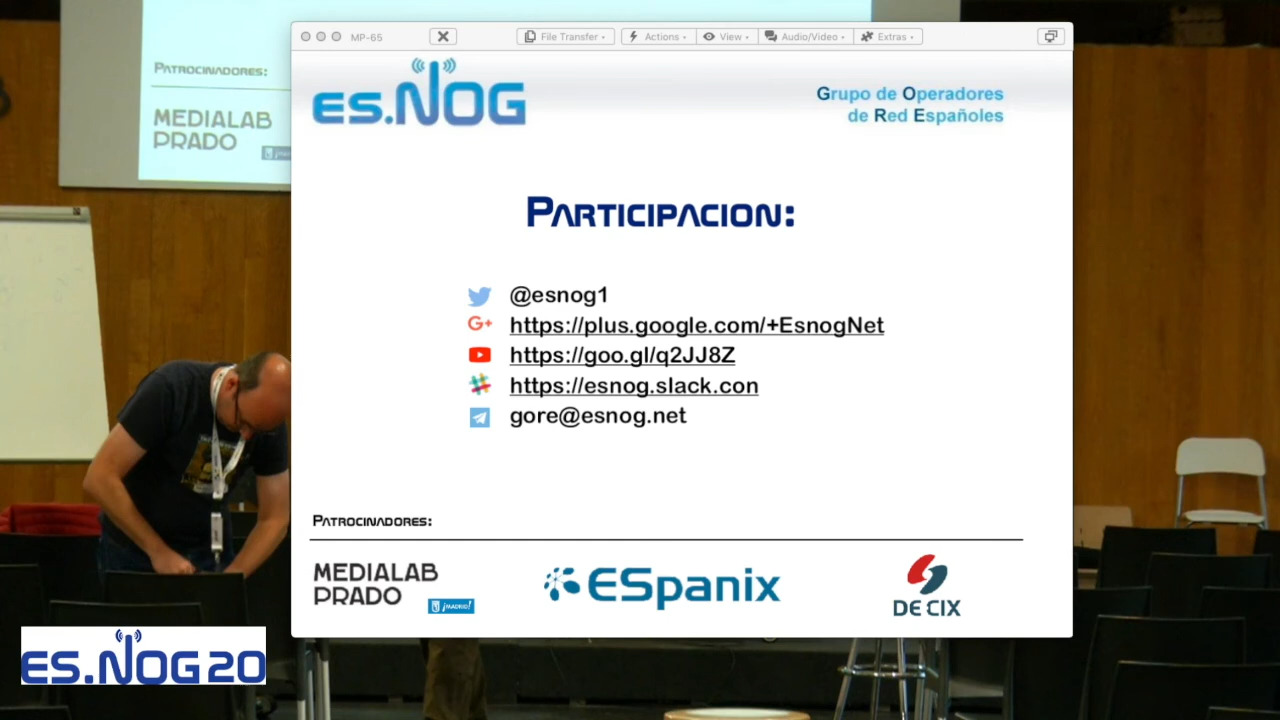 MP-65
File Transfer
Actions
View
Audio/Video
Extras
PATROCINADORES:
MEDIALAB
PRADO
¡MADRID!
es.NOG
Grupo de Operadores
de Red Españoles
PARTICIPACION:
@esnog1
G+ https://plus.google.com/+EsnogNet
https://goo.gl/q2JJ8Z
https://esnog.slack.con
gore@esnog.net
PATROCINADORES:
MEDIALAB
PRADO
¡MADRID!
ESpanix
DE CIX
ES.NOG 20